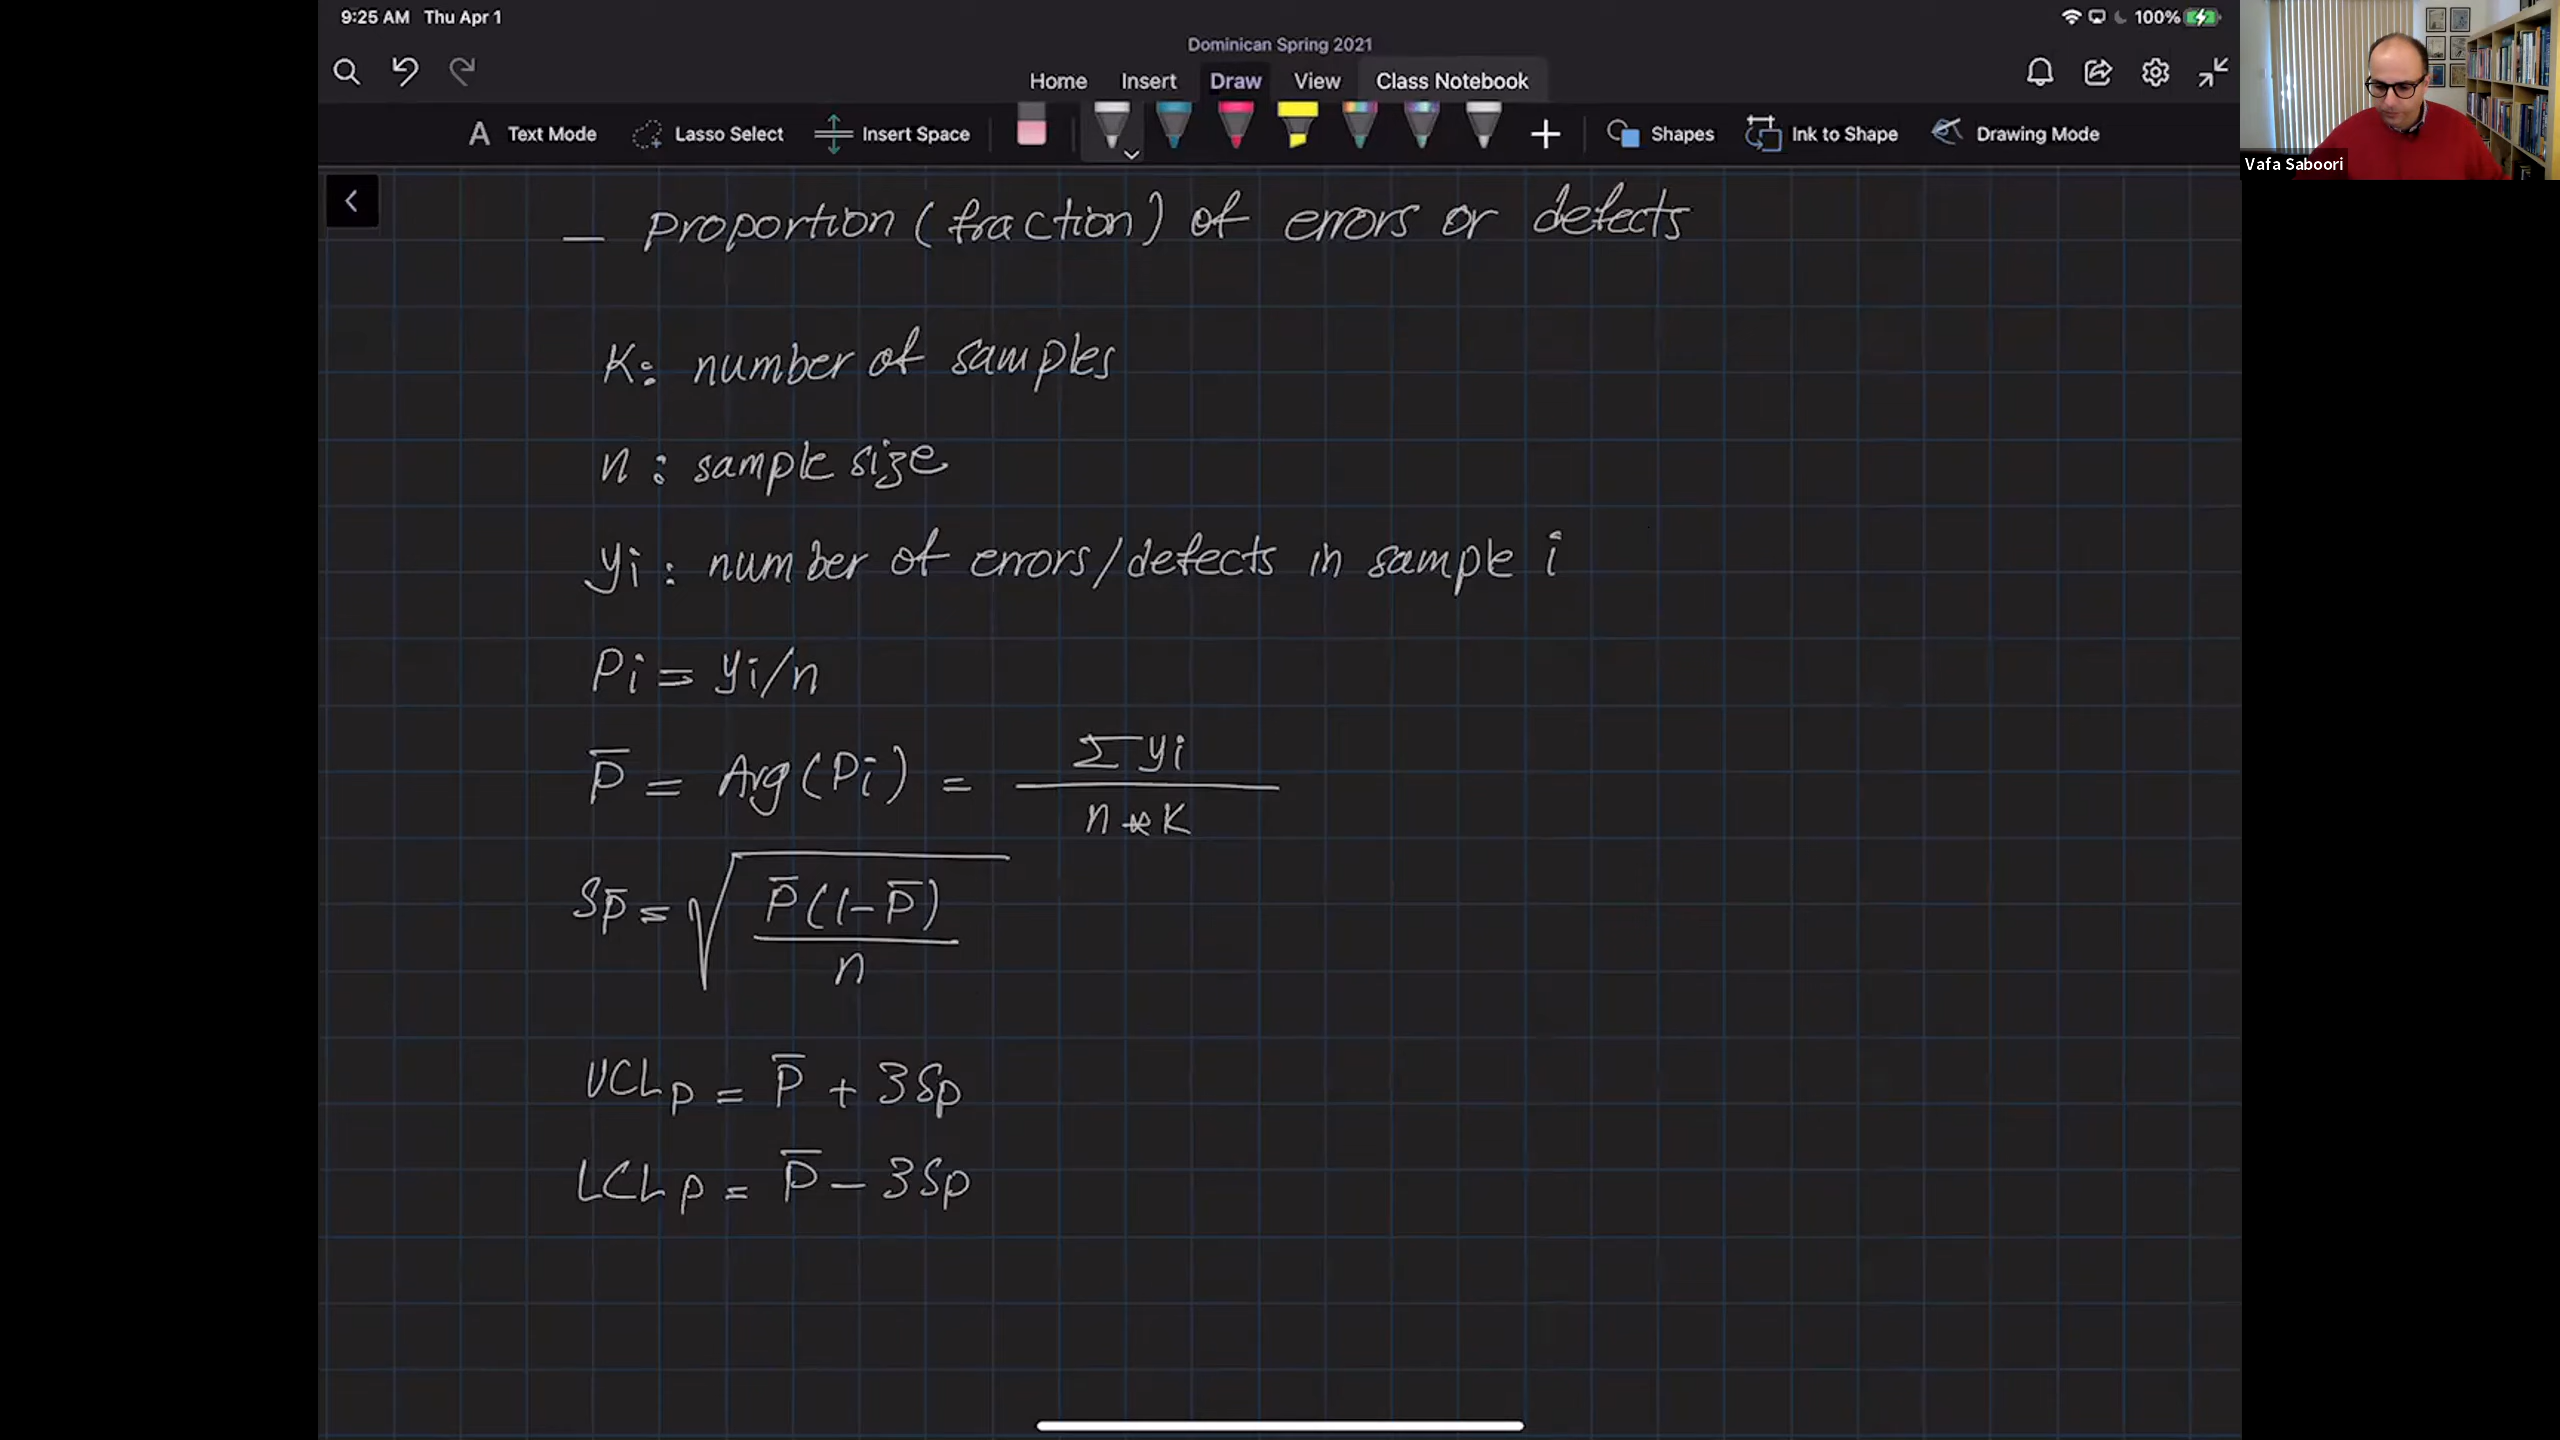 9:25 AM Thu Apr 1
100%
Dominican Spring 2021
Home Insert Draw View Class Notebook
Text Mode Lasso Select Insert Space Shapes Ink to Shape Drawing Mode
Vafa Saboori
— proportion (fraction) of errors or defects
K: number of samples
n: sample size
yi: number of errors/defects in sample i
Pi = yi/n
P̅ = Avg(Pi) = Σyi / n*K
Sp̅ = √(P̅(1-P̅) / n)
UCLp = P̅ + 3Sp
LCLp = P̅ - 3Sp